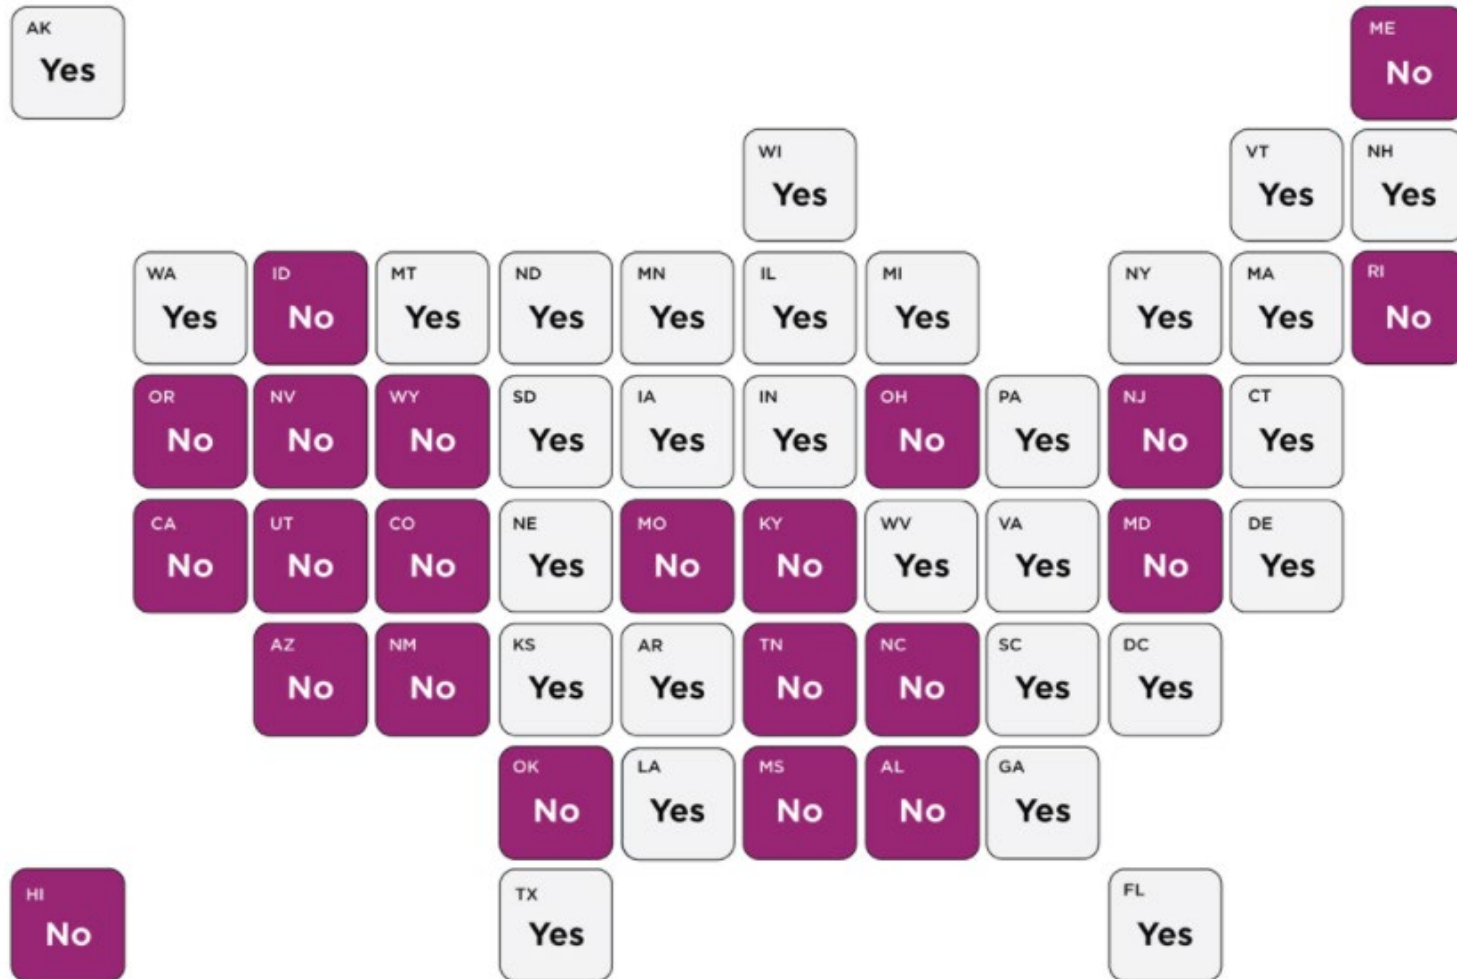 AK
Yes
ME
No
WI
Yes
VT
Yes
NH
Yes
WA
Yes
ID
No
MT
Yes
ND
Yes
MN
Yes
IL
Yes
MI
Yes
NY
Yes
MA
Yes
RI
No
OR
No
NV
No
WY
No
SD
Yes
IA
Yes
IN
Yes
OH
No
PA
Yes
NJ
No
CT
Yes
CA
No
UT
No
CO
No
NE
Yes
MO
No
KY
No
WV
Yes
VA
Yes
MD
No
DE
Yes
AZ
No
NM
No
KS
Yes
AR
Yes
TN
No
NC
No
SC
Yes
DC
Yes
OK
No
LA
Yes
MS
No
AL
No
GA
Yes
HI
No
TX
Yes
FL
Yes